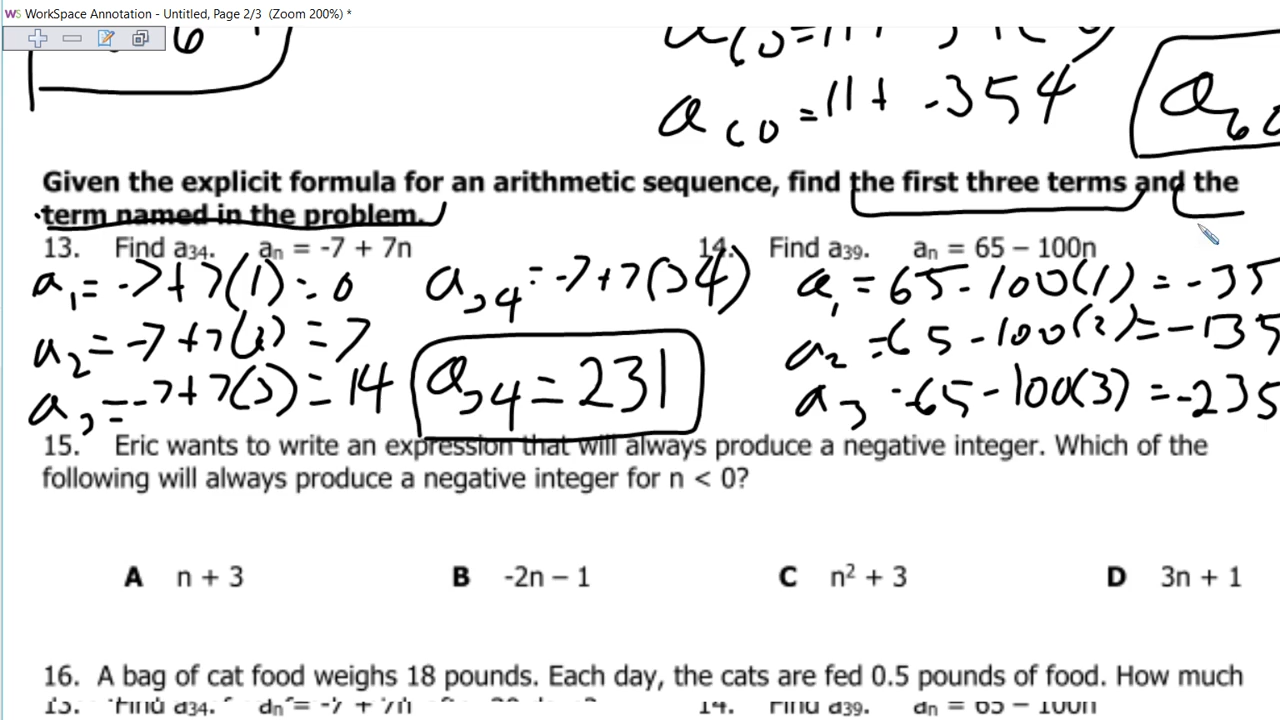 WS WorkSpace Annotation - Untitled, Page 2/3 (Zoom 200%) *
6
a60 = 11 + -354
a60
Given the explicit formula for an arithmetic sequence, find the first three terms and the
term named in the problem.
13. Find a34. an = -7 + 7n
14. Find a39. an = 65 – 100n
a1 = -7 + 7(1) = 0
a2 = -7 + 7(2) = 7
a3 = -7 + 7(3) = 14
a34 = -7 + 7(34)
a34 = 231
a1 = 65 - 100(1) = -35
a2 = 65 - 100(2) = -135
a3 = 65 - 100(3) = -235
15. Eric wants to write an expression that will always produce a negative integer. Which of the
following will always produce a negative integer for n < 0?
A n + 3 B -2n – 1 C n² + 3 D 3n + 1
16. A bag of cat food weighs 18 pounds. Each day, the cats are fed 0.5 pounds of food. How much